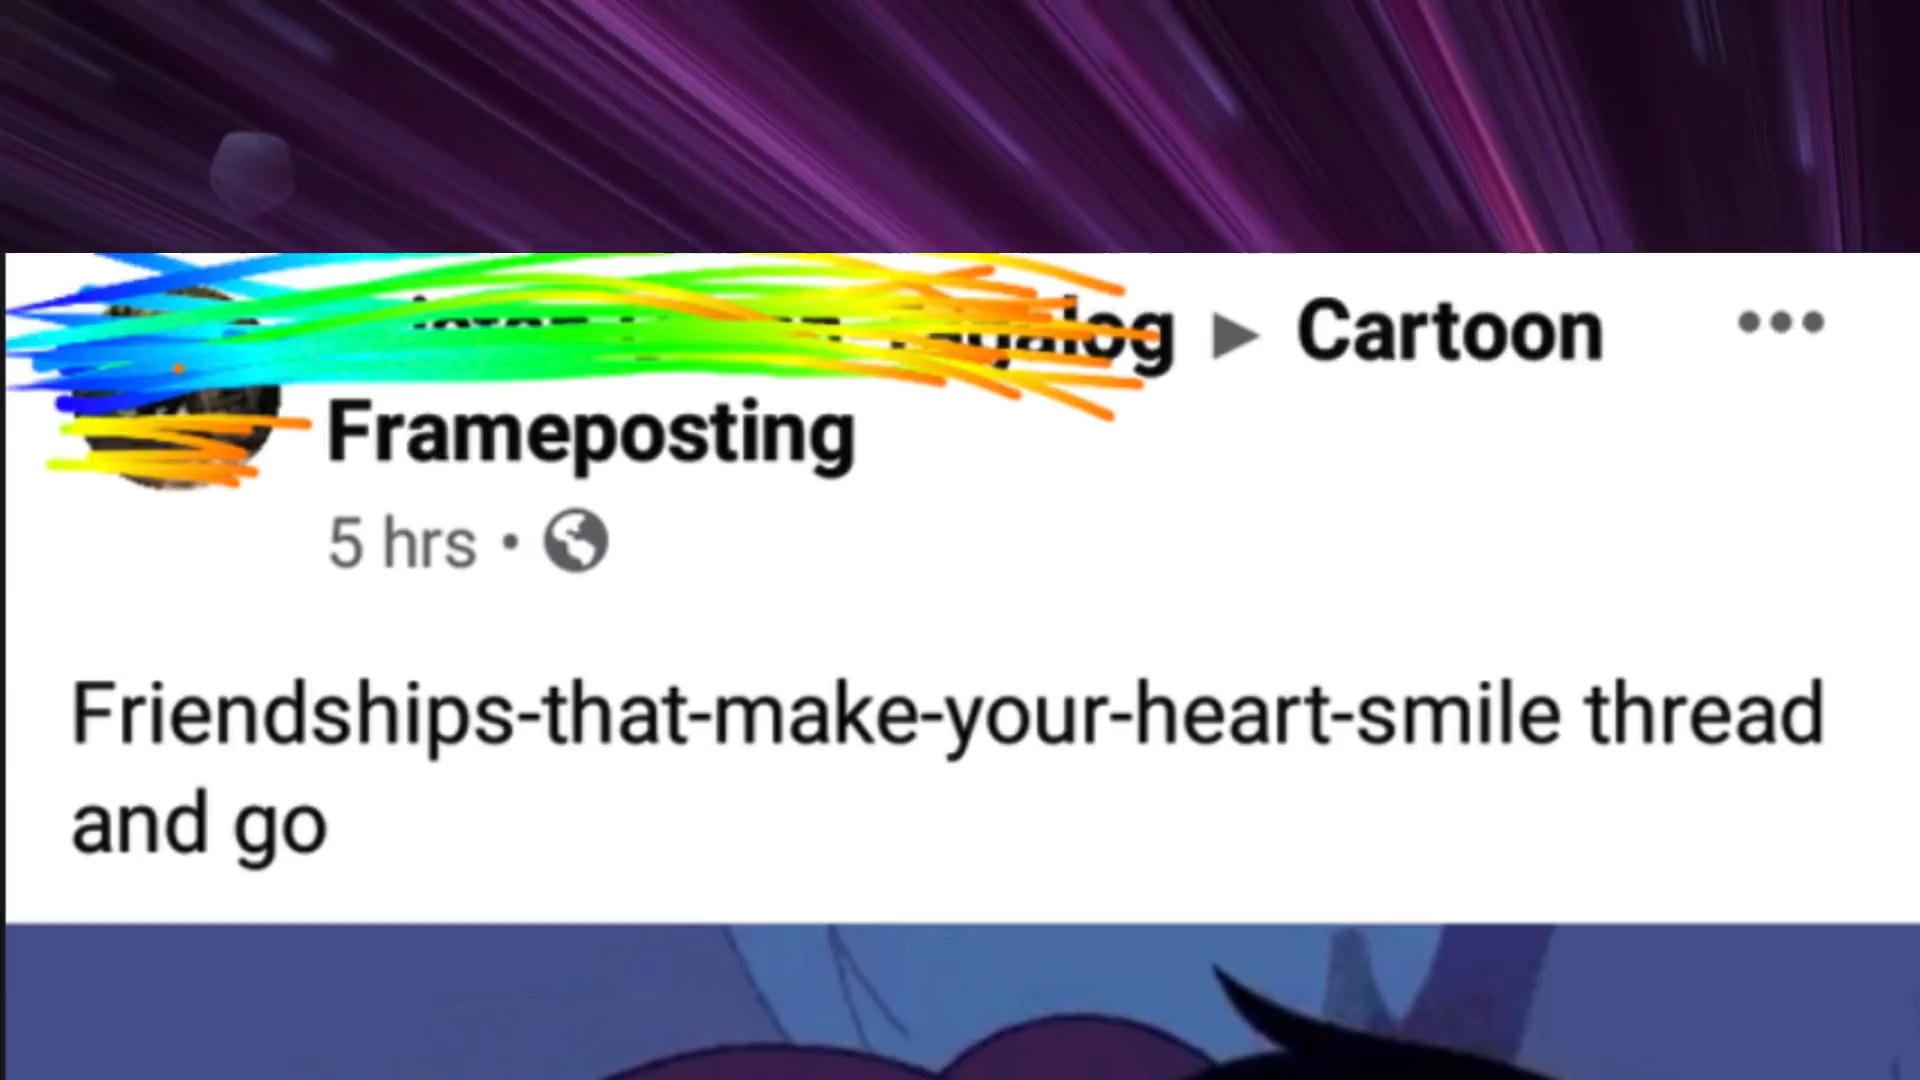 Cartoon
Frameposting
5 hrs •
Friendships-that-make-your-heart-smile thread
and go